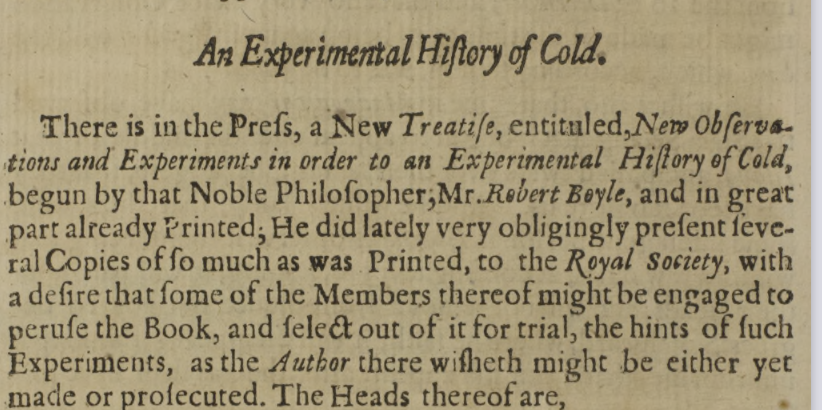 An Experimental Hiſtory of Cold.
There is in the Preſs, a New Treatiſe, entituled, New Obſerva-
tions and Experiments in order to an Experimental Hiſtory of Cold,
begun by that Noble Philoſopher, Mr. Robert Boyle, and in great
part already Printed; He did lately very obligingly preſent ſeve-
ral Copies of ſo much as was Printed, to the Royal Society, with
a deſire that ſome of the Members thereof might be engaged to
peruſe the Book, and ſelect out of it for trial, the hints of ſuch
Experiments, as the Author there wiſheth might be either yet
made or proſecuted. The Heads thereof are,